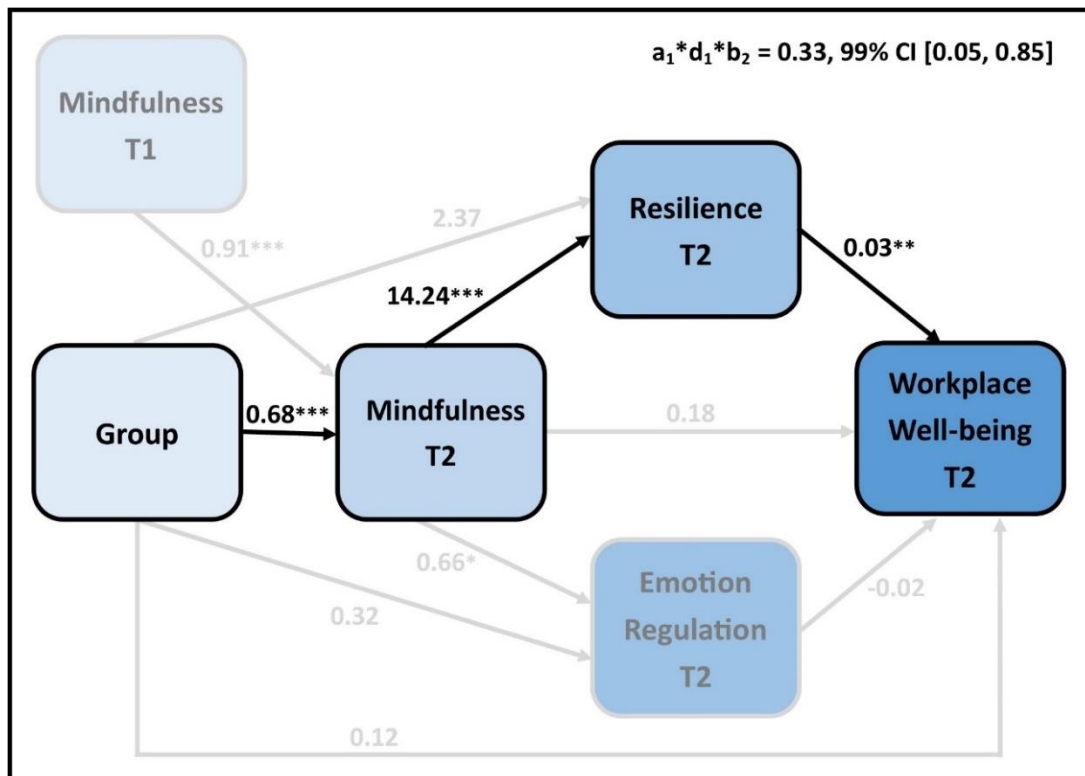 a₁*d₁*b₂ = 0.33, 99% CI [0.05, 0.85]
Mindfulness
T1
2.37
0.91***
Resilience
T2
0.03**
14.24***
Group
0.68***
Mindfulness
T2
0.18
Workplace
Well-being
T2
0.66*
0.32
Emotion
Regulation
T2
-0.02
0.12